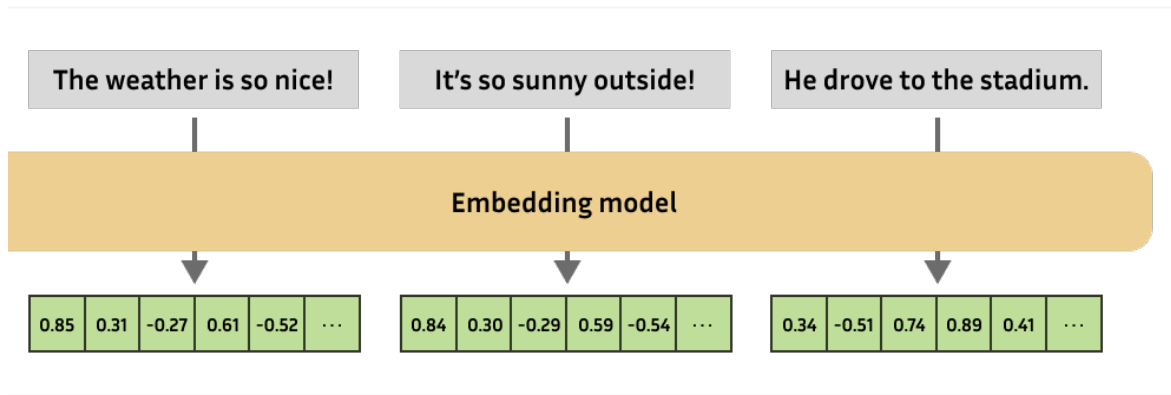 The weather is so nice!
It's so sunny outside!
He drove to the stadium.
Embedding model
0.85 0.31 -0.27 0.61 -0.52 ...
0.84 0.30 -0.29 0.59 -0.54 ...
0.34 -0.51 0.74 0.89 0.41 ...